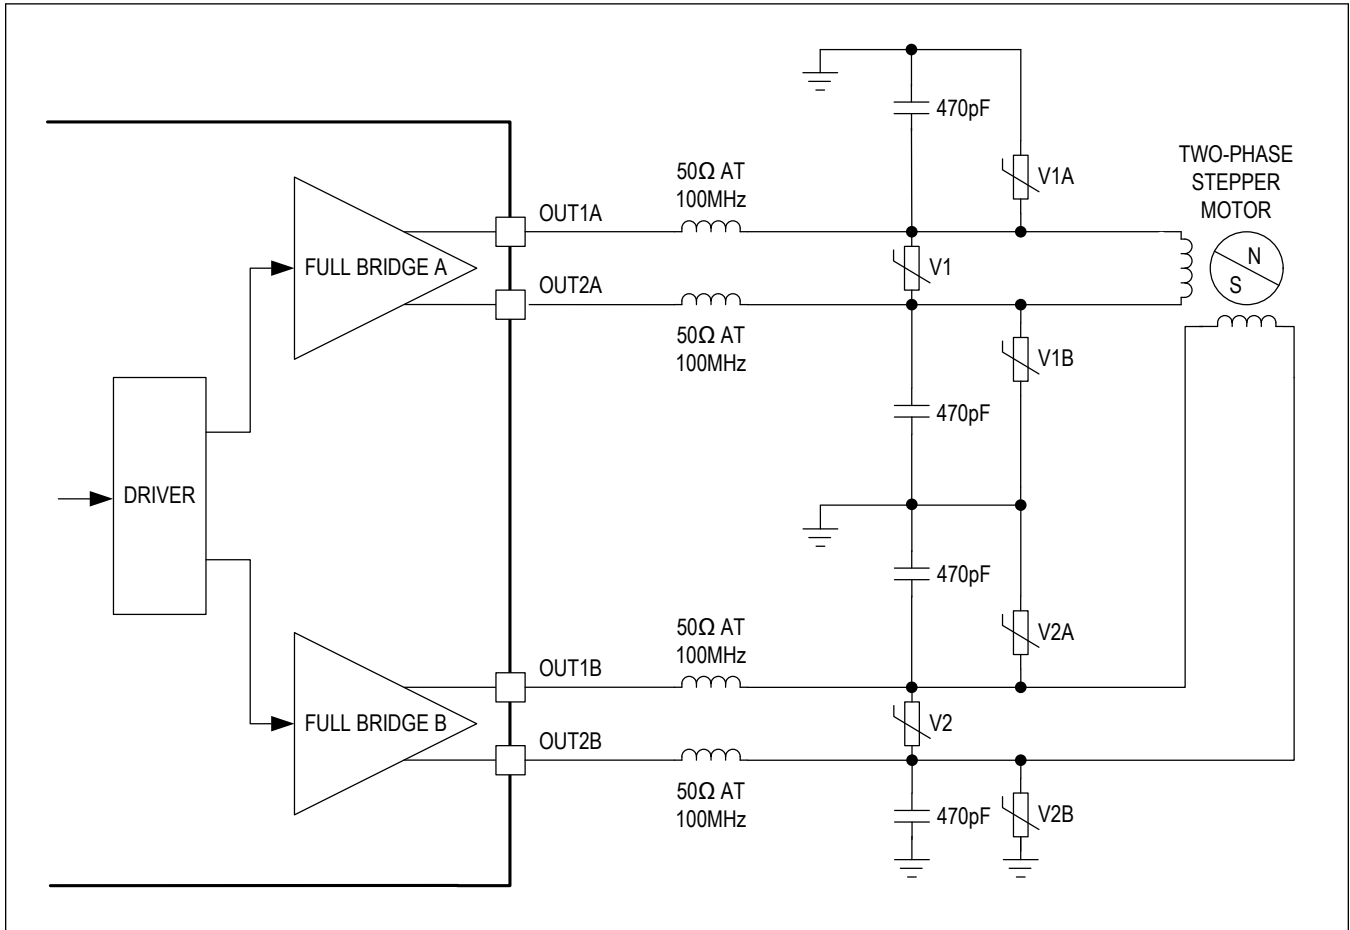 470pF
V1A
TWO-PHASE
STEPPER
MOTOR
50Ω AT
100MHz
OUT1A
FULL BRIDGE A
V1
N
S
OUT2A
50Ω AT
100MHz
V1B
470pF
DRIVER
470pF
V2A
50Ω AT
100MHz
OUT1B
FULL BRIDGE B
V2
OUT2B
50Ω AT
100MHz
470pF
V2B